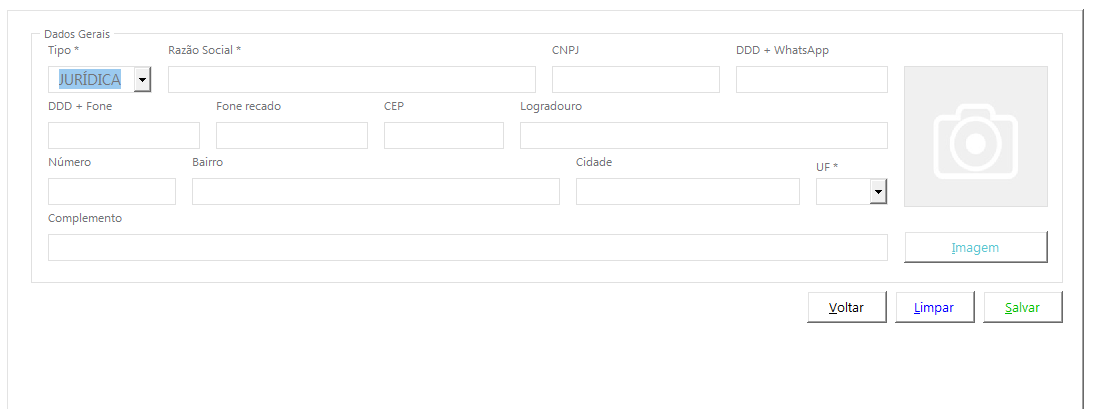 Dados Gerais
Tipo * Razão Social * CNPJ DDD + WhatsApp
JURÍDICA
DDD + Fone Fone recado CEP Logradouro
Número Bairro Cidade UF *
Complemento
Imagem
Voltar Limpar Salvar